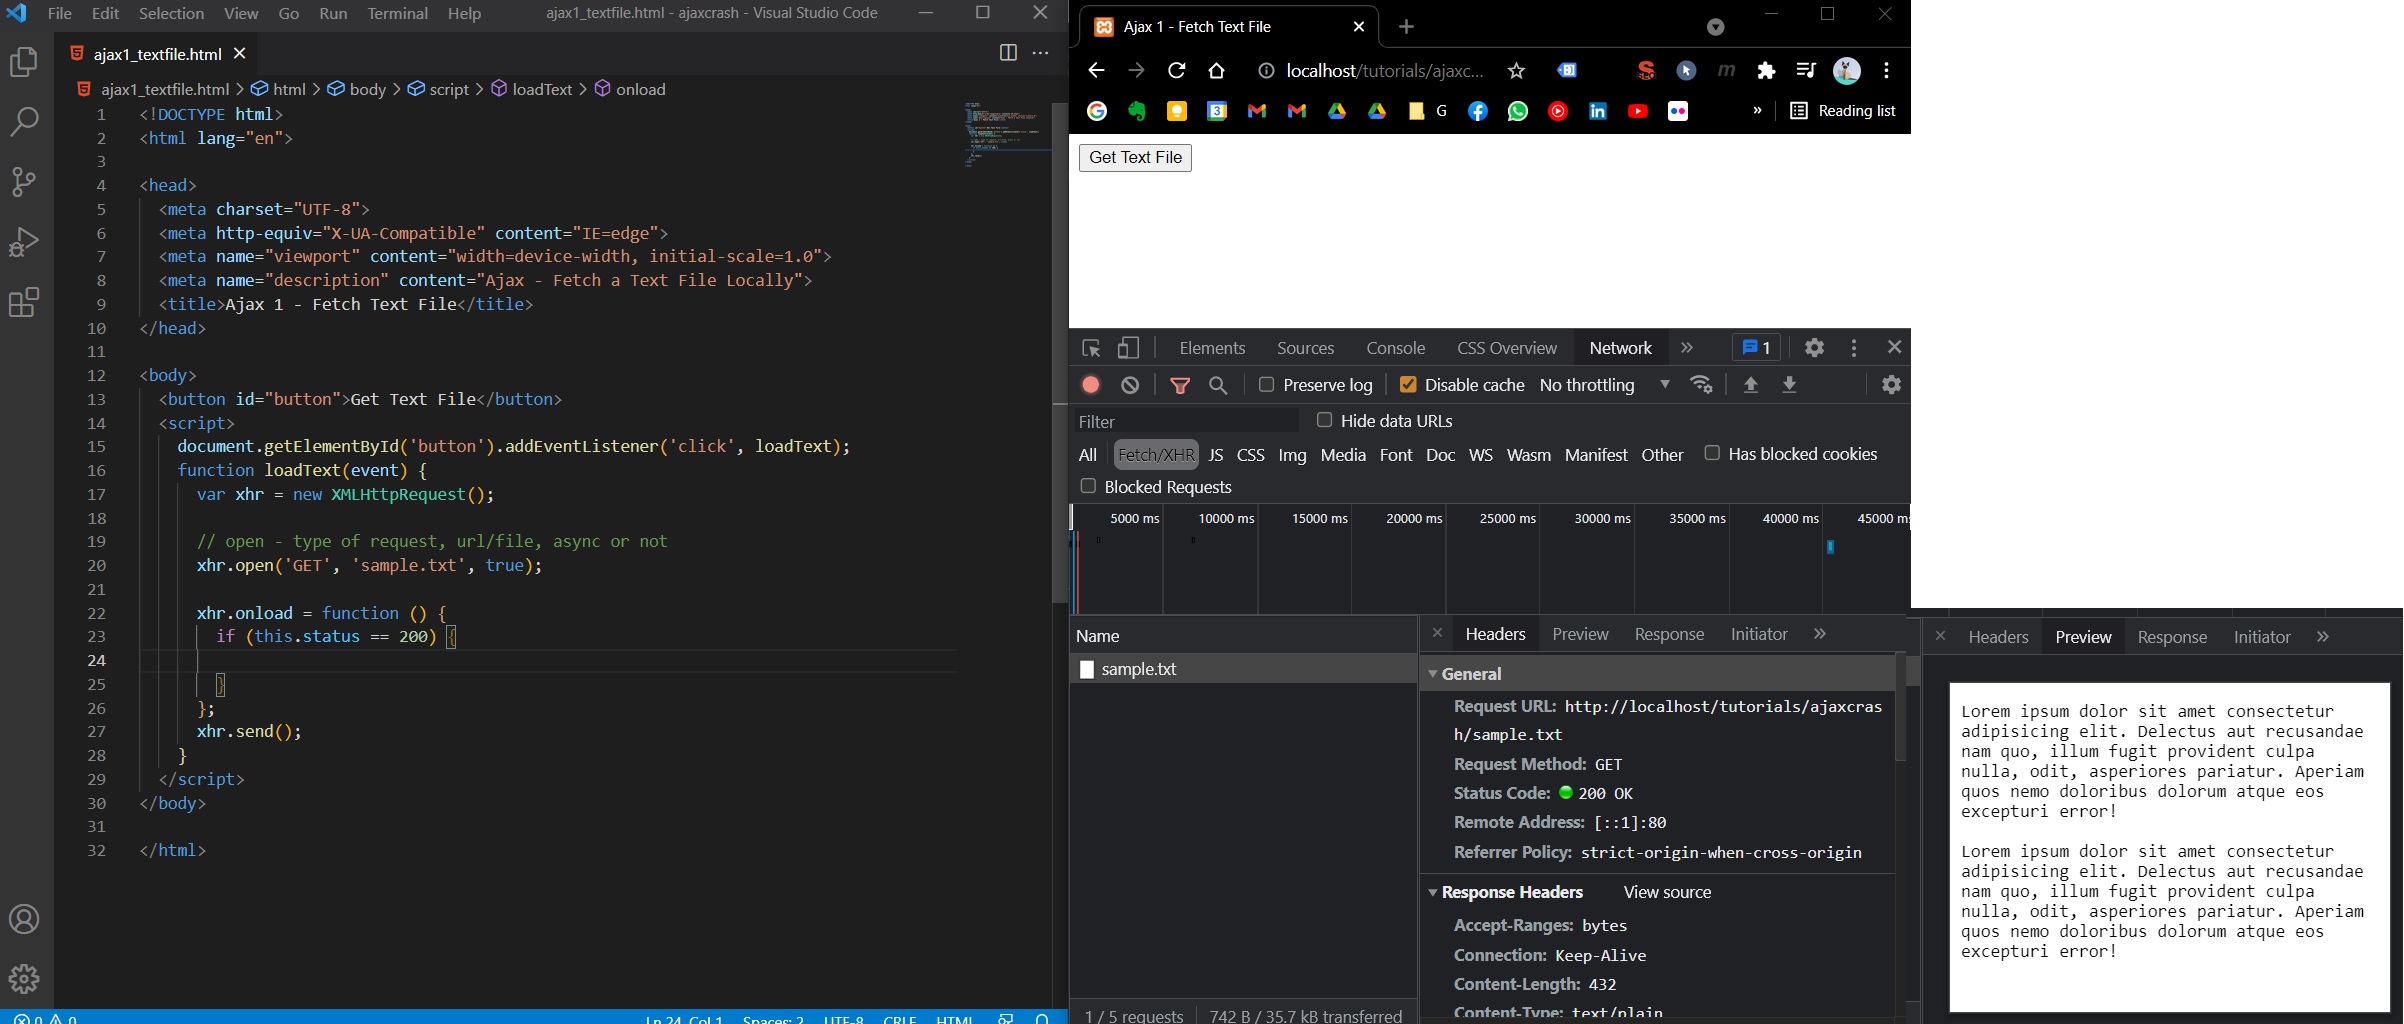 File Edit Selection View Go Run Terminal Help ajax1_textfile.html - ajaxcrash - Visual Studio Code
ajax1_textfile.html
ajax1_textfile.html > html > body > script > loadText > onload
1 <!DOCTYPE html>
2 <html lang="en">
3
4 <head>
5 <meta charset="UTF-8">
6 <meta http-equiv="X-UA-Compatible" content="IE=edge">
7 <meta name="viewport" content="width=device-width, initial-scale=1.0">
8 <meta name="description" content="Ajax - Fetch a Text File Locally">
9 <title>Ajax 1 - Fetch Text File</title>
10 </head>
11
12 <body>
13 <button id="button">Get Text File</button>
14 <script>
15 document.getElementById('button').addEventListener('click', loadText);
16 function loadText(event) {
17 var xhr = new XMLHttpRequest();
18
19 // open - type of request, url/file, async or not
20 xhr.open('GET', 'sample.txt', true);
21
22 xhr.onload = function () {
23 if (this.status == 200) {
24
25 }
26 };
27 xhr.send();
28 }
29 </script>
30 </body>
31
32 </html>
0 0 Ln 24, Col 1 Spaces: 2 UTF-8 CRLF HTML
Ajax 1 - Fetch Text File
localhost/tutorials/ajaxc...
G » Reading list
Get Text File
Elements Sources Console CSS Overview Network » 1
Preserve log Disable cache No throttling
Filter Hide data URLs
All Fetch/XHR JS CSS Img Media Font Doc WS Wasm Manifest Other Has blocked cookies
Blocked Requests
5000 ms 10000 ms 15000 ms 20000 ms 25000 ms 30000 ms 35000 ms 40000 ms 45000 m
Name
sample.txt
1 / 5 requests 742 B / 35.7 kB transferred
Headers Preview Response Initiator »
General
Request URL: http://localhost/tutorials/ajaxcras
h/sample.txt
Request Method: GET
Status Code: 200 OK
Remote Address: [::1]:80
Referrer Policy: strict-origin-when-cross-origin
Response Headers View source
Accept-Ranges: bytes
Connection: Keep-Alive
Content-Length: 432
Content-Type: text/plain
Headers Preview Response Initiator »
Lorem ipsum dolor sit amet consectetur
adipisicing elit. Delectus aut recusandae
nam quo, illum fugit provident culpa
nulla, odit, asperiores pariatur. Aperiam
quos nemo doloribus dolorum atque eos
excepturi error!
Lorem ipsum dolor sit amet consectetur
adipisicing elit. Delectus aut recusandae
nam quo, illum fugit provident culpa
nulla, odit, asperiores pariatur. Aperiam
quos nemo doloribus dolorum atque eos
excepturi error!